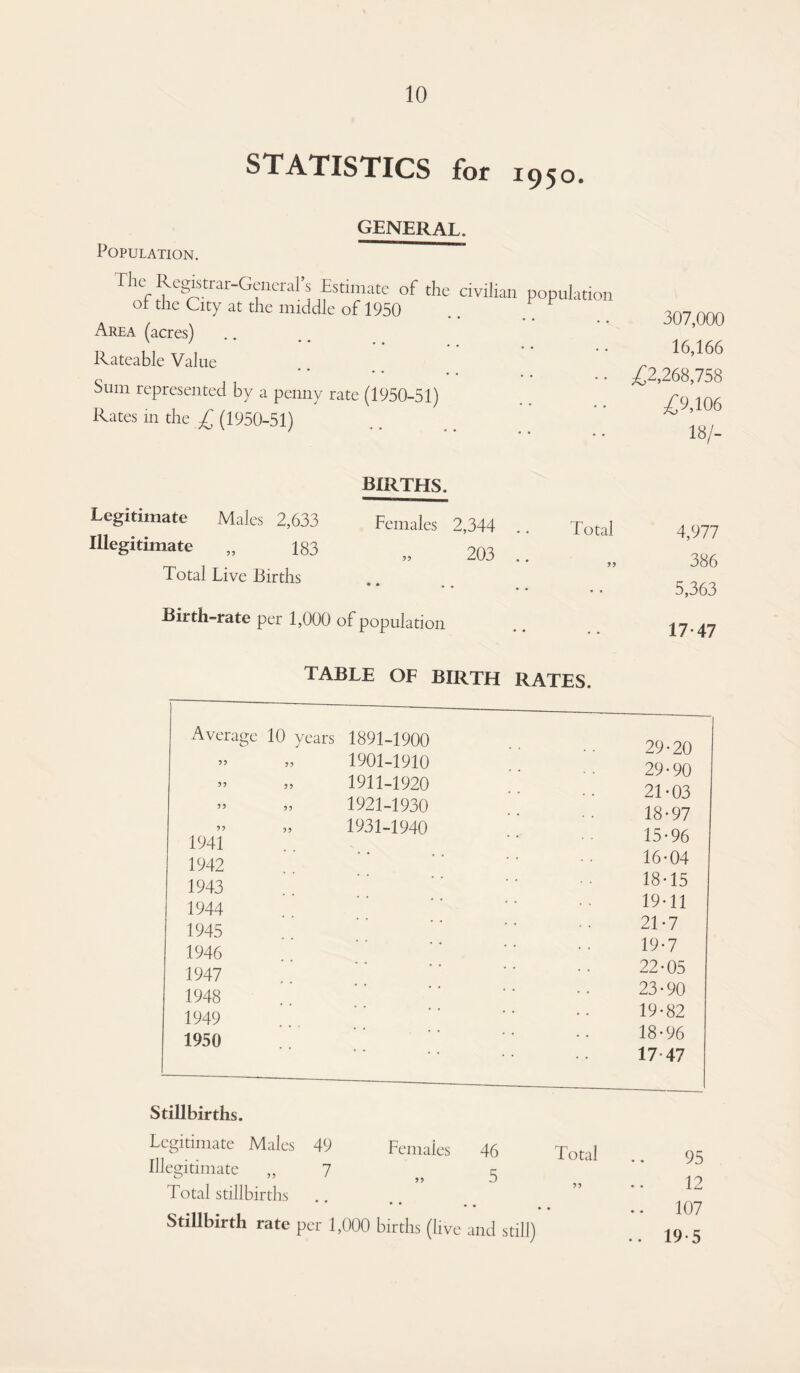 10
STATISTICS for 1950.
GENERAL.
POPULATION.
The Registrar-General's Estimate of the civilian population
of the City at the middle of 1950 .. .. .. 307,000
AREA (acres) .. .. .. .. .. .. 16,166
Rateable Value .. .. .. .. .. £2,268,758
Sum represented by a penny rate (1950-51) .. .. £9,106
Rates in the £ (1950-51) .. .. .. .. 18/-
BIRTHS.
Legitimate Males 2,633 Females 2,344 .. Total 4,977
Illegitimate „ 183 „ 203 .. „ 386
Total Live Births .. .. .. .. 5,363
Birth-rate per 1,000 of population .. .. 17·47
TABLE OF BIRTH RATES.
Average 10 years 1891-1900 .. .. 29·20
„ „ 1901-1910 .. .. 29·90
„ „ 1911-1920 .. .. 21·03
„ „ 1921-1930 .. .. 18·97
„ „ 1931-1940 .. .. 15·96
1941 .. .. .. .. .. 16·04
1942 .. .. .. .. .. 18·15
1943 .. .. .. .. .. 19·11
1944 .. .. .. .. .. 21·7
1945 .. .. .. .. .. 19·7
1946 .. .. .. .. .. 22·05
1947 .. .. .. .. .. 23·90
1948 .. .. .. .. .. 19·82
1949 .. .. .. .. .. 18·96
1950 .. .. .. .. .. 17·47
Stillbirths.
Legitimate Males 49 Females 46 Total .. 95
Illegitimate „ 7 „ 5 „ .. 12
Total stillbirths .. .. .. .. .. 107
Stillbirth rate per 1,000 births (live and still) .. 19·5